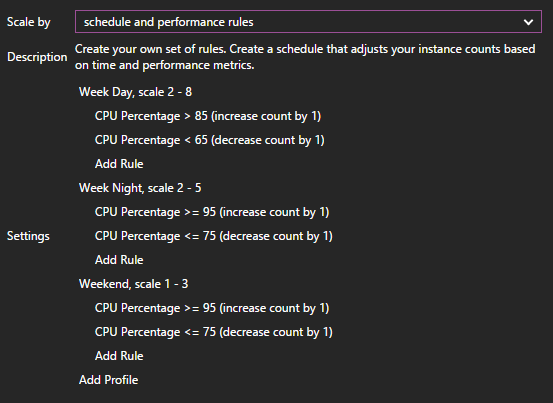 Scale by schedule and performance rules
Description Create your own set of rules. Create a schedule that adjusts your instance counts based
on time and performance metrics.
Week Day, scale 2 - 8
CPU Percentage > 85 (increase count by 1)
CPU Percentage < 65 (decrease count by 1)
Add Rule
Week Night, scale 2 - 5
CPU Percentage >= 95 (increase count by 1)
Settings CPU Percentage <= 75 (decrease count by 1)
Add Rule
Weekend, scale 1 - 3
CPU Percentage >= 95 (increase count by 1)
CPU Percentage <= 75 (decrease count by 1)
Add Rule
Add Profile